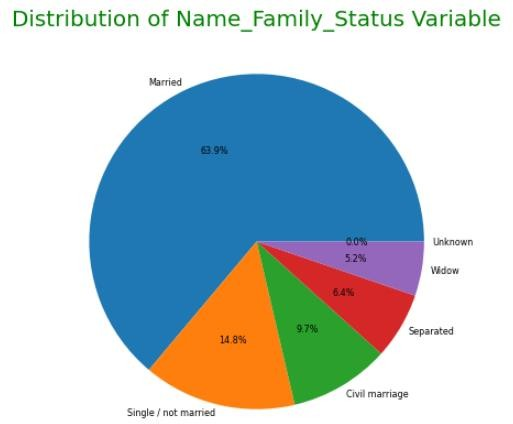 Distribution of Name_Family_Status Variable
Married
63.9%
0.0%
Unknown
5.2%
Widow
6.4%
Separated
9.7%
Civil marriage
14.8%
Single / not married